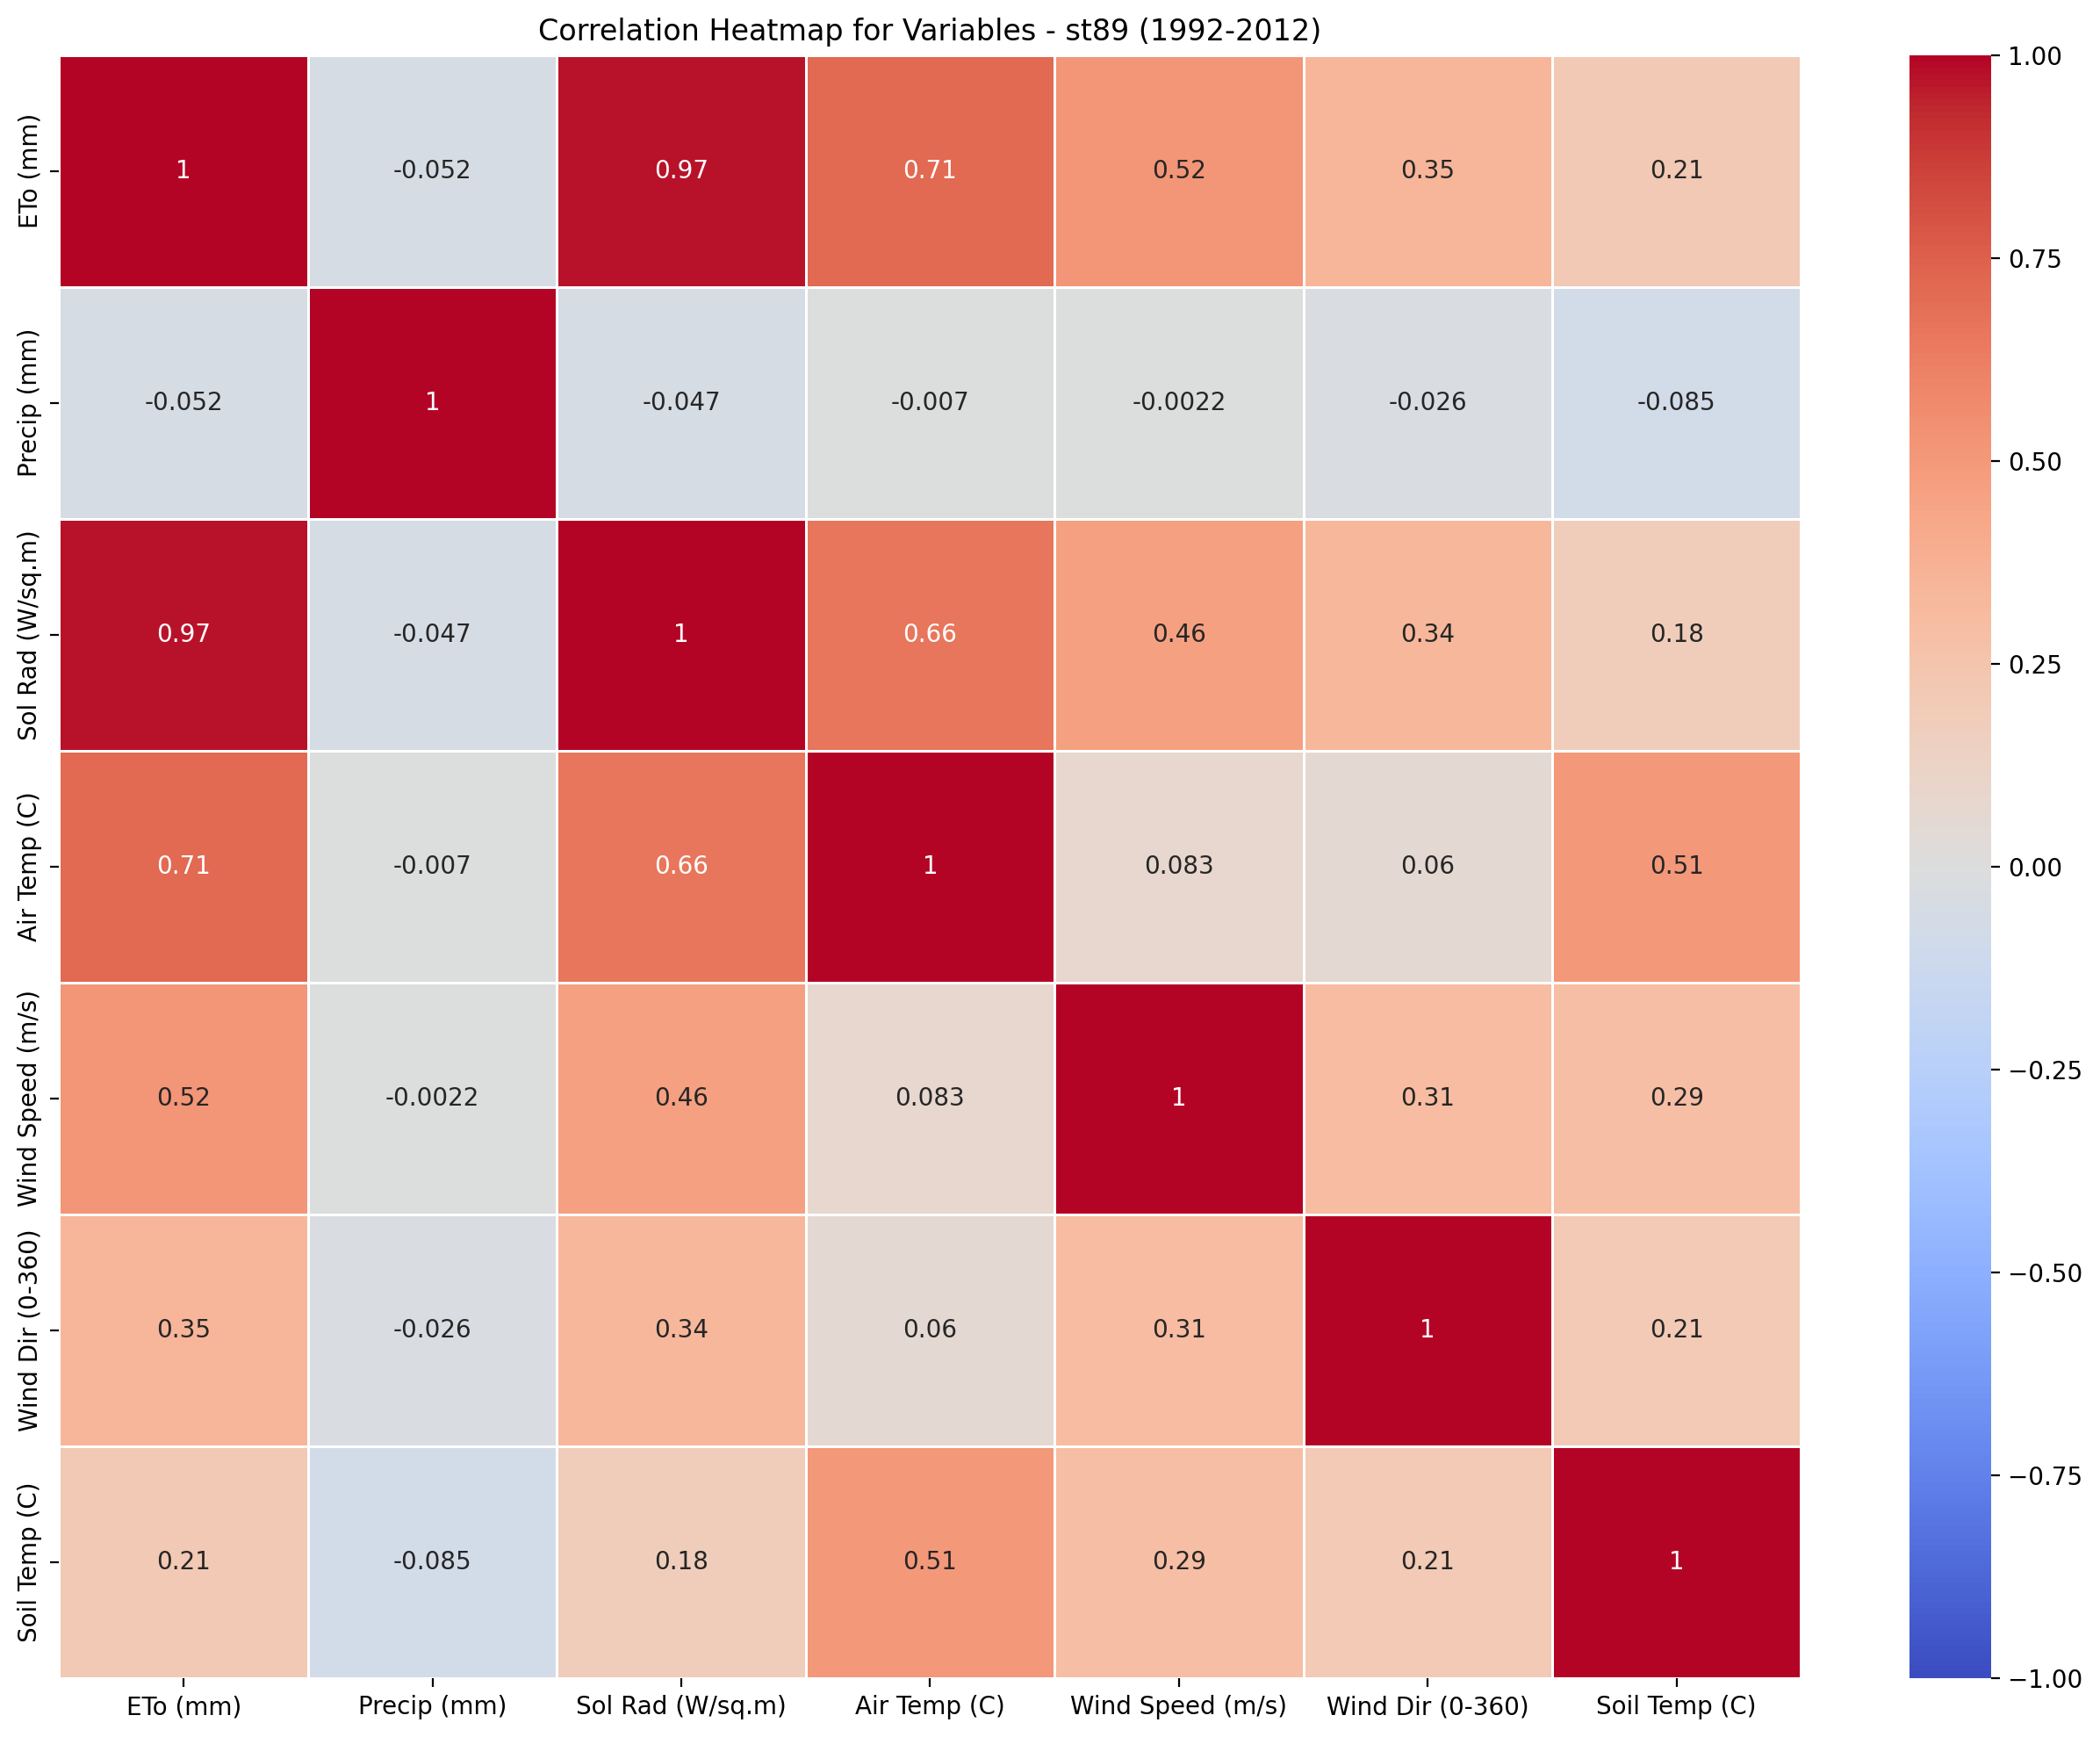 Correlation Heatmap for Variables - st89 (1992-2012)
ETo (mm)
1 -0.052 0.97 0.71 0.52 0.35 0.21
Precip (mm)
-0.052 1 -0.047 -0.007 -0.0022 -0.026 -0.085
Sol Rad (W/sq.m)
0.97 -0.047 1 0.66 0.46 0.34 0.18
Air Temp (C)
0.71 -0.007 0.66 1 0.083 0.06 0.51
Wind Speed (m/s)
0.52 -0.0022 0.46 0.083 1 0.31 0.29
Wind Dir (0-360)
0.35 -0.026 0.34 0.06 0.31 1 0.21
Soil Temp (C)
0.21 -0.085 0.18 0.51 0.29 0.21 1
ETo (mm) Precip (mm) Sol Rad (W/sq.m) Air Temp (C) Wind Speed (m/s) Wind Dir (0-360) Soil Temp (C)
1.00
0.75
0.50
0.25
0.00
−0.25
−0.50
−0.75
−1.00